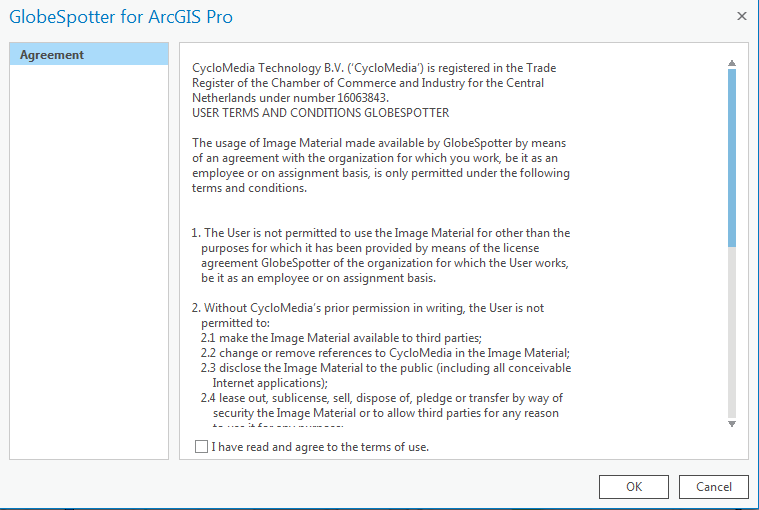 GlobeSpotter for ArcGIS Pro
Agreement
CycloMedia Technology B.V. (‘CycloMedia’) is registered in the Trade
Register of the Chamber of Commerce and Industry for the Central
Netherlands under number 16063843.
USER TERMS AND CONDITIONS GLOBESPOTTER
The usage of Image Material made available by GlobeSpotter by means
of an agreement with the organization for which you work, be it as an
employee or on assignment basis, is only permitted under the following
terms and conditions.
1. The User is not permitted to use the Image Material for other than the
purposes for which it has been provided by means of the license
agreement GlobeSpotter of the organization for which the User works,
be it as an employee or on assignment basis.
2. Without CycloMedia’s prior permission in writing, the User is not
permitted to:
2.1 make the Image Material available to third parties;
2.2 change or remove references to CycloMedia in the Image Material;
2.3 disclose the Image Material to the public (including all conceivable
Internet applications);
2.4 lease out, sublicense, sell, dispose of, pledge or transfer by way of
security the Image Material or to allow third parties for any reason
to use it for any purpose;
I have read and agree to the terms of use.
OK
Cancel